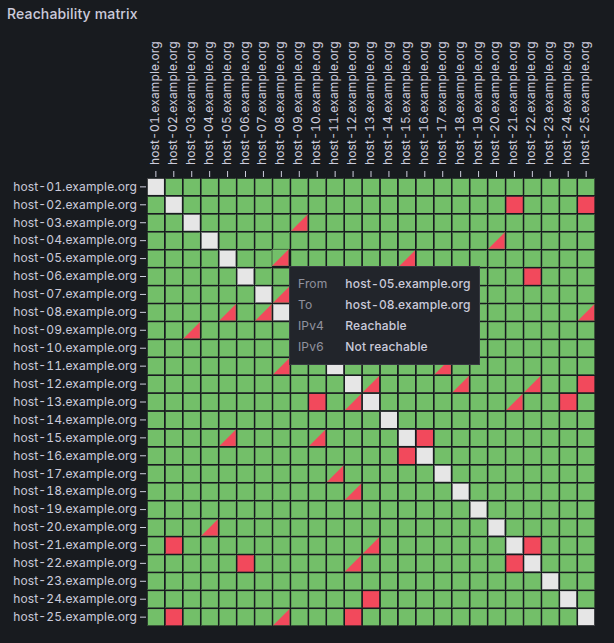 Reachability matrix
host-01.example.org
host-02.example.org
host-03.example.org
host-04.example.org
host-05.example.org
host-06.example.org
host-07.example.org
host-08.example.org
host-09.example.org
host-10.example.org
host-11.example.org
host-12.example.org
host-13.example.org
host-14.example.org
host-15.example.org
host-16.example.org
host-17.example.org
host-18.example.org
host-19.example.org
host-20.example.org
host-21.example.org
host-22.example.org
host-23.example.org
host-24.example.org
host-25.example.org
host-01.example.org
host-02.example.org
host-03.example.org
host-04.example.org
host-05.example.org
host-06.example.org
host-07.example.org
host-08.example.org
host-09.example.org
host-10.example.org
host-11.example.org
host-12.example.org
host-13.example.org
host-14.example.org
host-15.example.org
host-16.example.org
host-17.example.org
host-18.example.org
host-19.example.org
host-20.example.org
host-21.example.org
host-22.example.org
host-23.example.org
host-24.example.org
host-25.example.org
From host-05.example.org
To host-08.example.org
IPv4 Reachable
IPv6 Not reachable